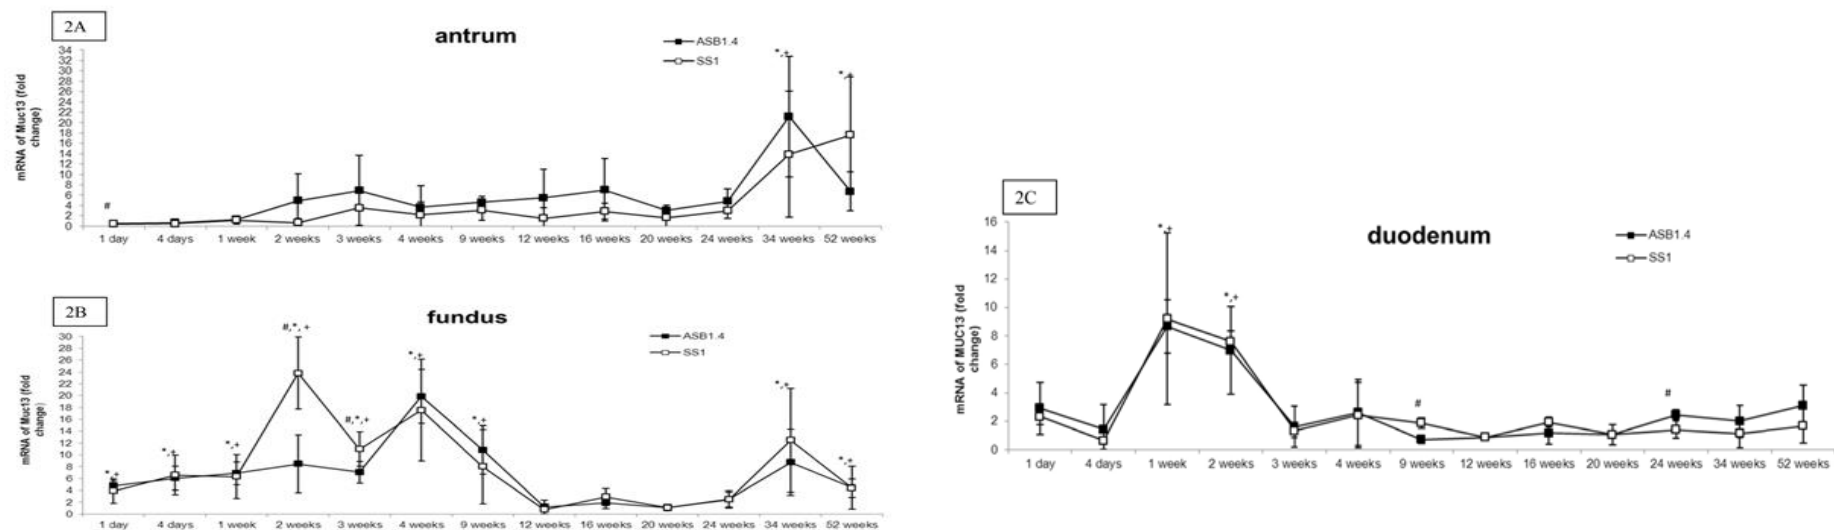 2A
antrum
ASB1.4
SS1
mRNA of Muc13 (fold
change)
34
32
30
28
26
24
22
20
18
16
14
12
10
8
6
4
2
0
#
*,+
*,+
1 day 4 days 1 week 2 weeks 3 weeks 4 weeks 9 weeks 12 weeks 16 weeks 20 weeks 24 weeks 34 weeks 52 weeks
2B
fundus
ASB1.4
SS1
mRNA of Muc13 (fold
change)
30
28
26
24
22
20
18
16
14
12
10
8
6
4
2
0
*,+
*,+
*,+
#,*, +
#,*,+
*,+
*,+
*,+
*,+
1 day 4 days 1 week 2 weeks 3 weeks 4 weeks 9 weeks 12 weeks 16 weeks 20 weeks 24 weeks 34 weeks 52 weeks
2C
duodenum
ASB1.4
SS1
mRNA of MUC13 (fold
change)
16
14
12
10
8
6
4
2
0
*,+
*,+
#
#
1 day 4 days 1 week 2 weeks 3 weeks 4 weeks 9 weeks 12 weeks 16 weeks 20 weeks 24 weeks 34 weeks 52 weeks